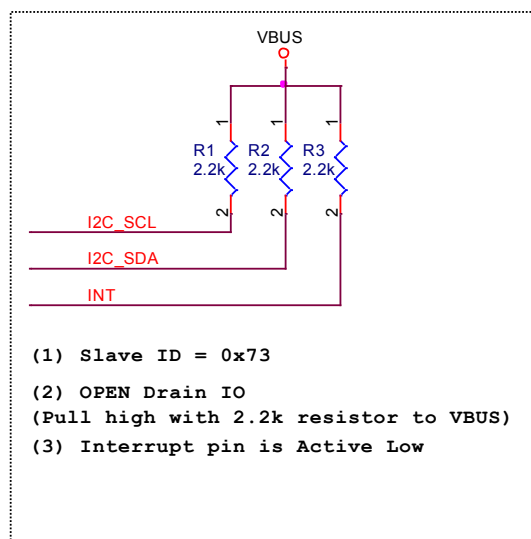 VBUS
1 1 1
R1 R2 R3
2.2k 2.2k 2.2k
2 2 2
I2C_SCL
I2C_SDA
INT
(1) Slave ID = 0x73
(2) OPEN Drain IO
(Pull high with 2.2k resistor to VBUS)
(3) Interrupt pin is Active Low